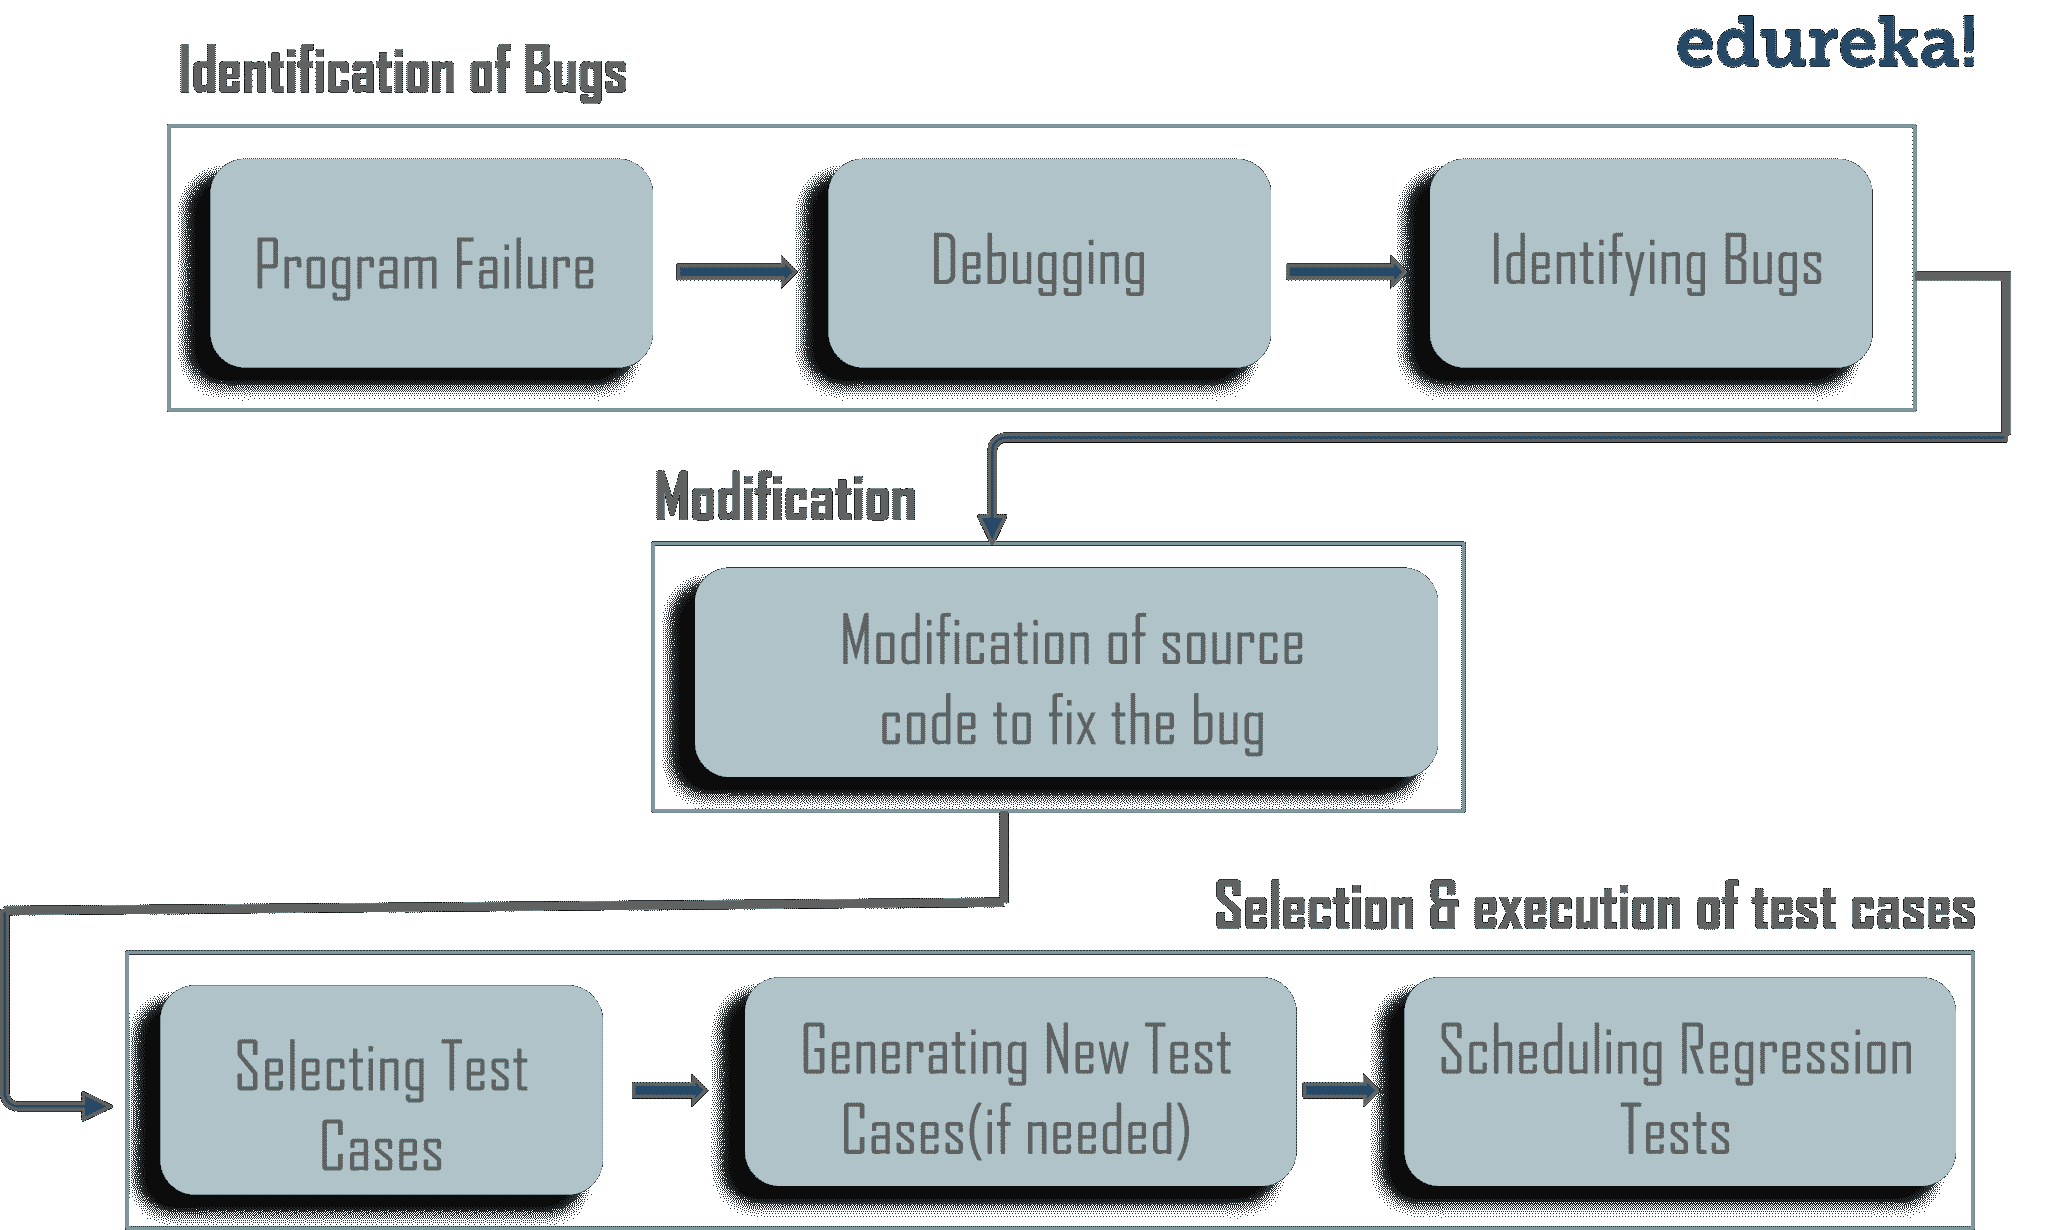 edureka!
Identification of Bugs
Program Failure
Debugging
Identifying Bugs
Modification
Modification of source
code to fix the bug
Selection & execution of test cases
Selecting Test
Cases
Generating New Test
Cases(if needed)
Scheduling Regression
Tests